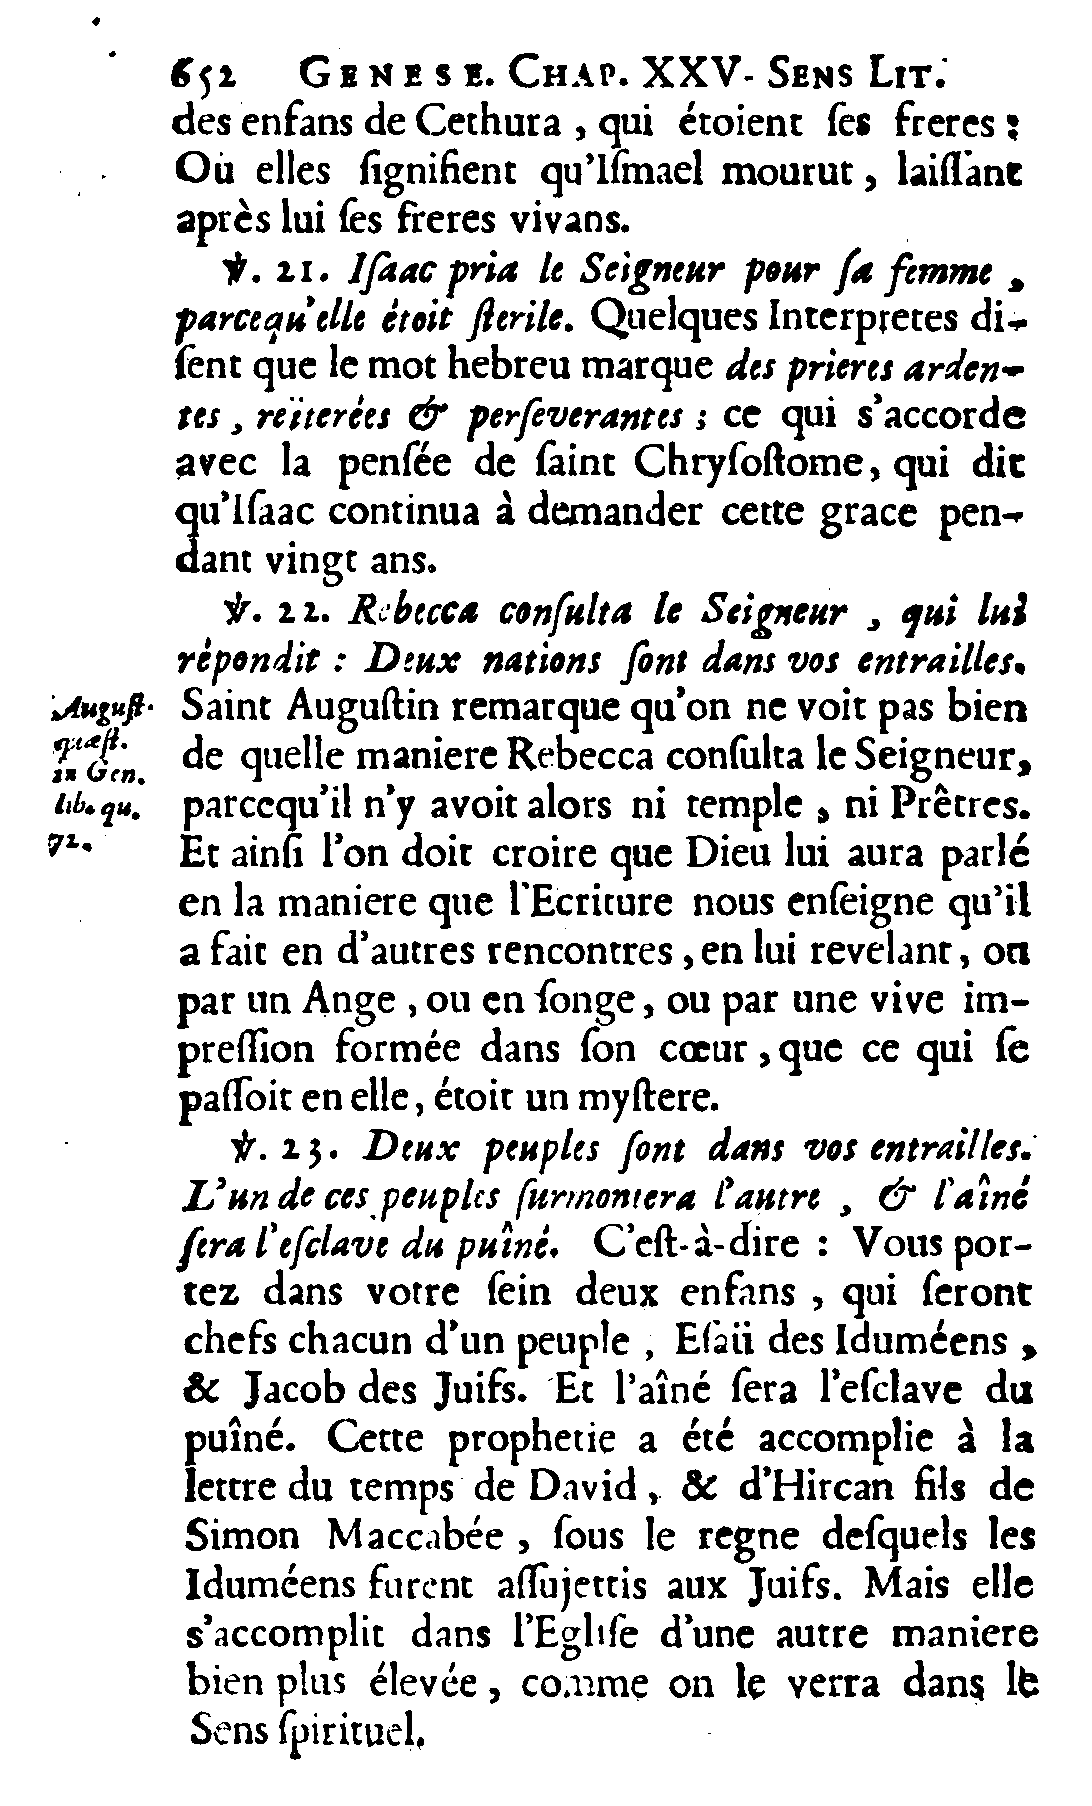 652 GENESE. CHAP. XXV. SENS LIT.
des enfans de Cethura , qui étoient ſes freres ;
Où elles ſignifient qu'Iſmael mourut , laiſſant
après lui ſes freres vivans.
℣. 21. Iſaac pria le Seigneur pour ſa femme ,
parcequ'elle étoit ſterile. Quelques Interpretes di-
ſent que le mot hebreu marque des prieres arden-
tes , reïterées & perſeverantes ; ce qui s'accorde
avec la penſée de ſaint Chryſoſtome, qui dit
qu'Iſaac continua à demander cette grace pen-
dant vingt ans.
℣. 22. Rebecca conſulta le Seigneur , qui lui
répondit : Deux nations ſont dans vos entrailles.
Saint Auguſtin remarque qu'on ne voit pas bien
de quelle maniere Rebecca conſulta le Seigneur,
parcequ'il n'y avoit alors ni temple , ni Prêtres.
Et ainſi l'on doit croire que Dieu lui aura parlé
en la maniere que l'Ecriture nous enſeigne qu'il
a fait en d'autres rencontres , en lui revelant, ou
par un Ange , ou en ſonge, ou par une vive im-
preſſion formée dans ſon cœur , que ce qui ſe
paſſoit en elle, étoit un myſtere.
℣. 23. Deux peuples ſont dans vos entrailles.
L'un de ces peuples ſurmontera l'autre , & l'aîné
ſera l'eſclave du puîné. C'eſt-à-dire : Vous por-
tez dans votre ſein deux enfans , qui ſeront
chefs chacun d'un peuple , Eſaü des Iduméens ,
& Jacob des Juifs. Et l'aîné ſera l'eſclave du
puîné. Cette prophetie a été accomplie à la
lettre du temps de David , & d'Hircan fils de
Simon Maccabée , ſous le regne deſquels les
Iduméens furent aſſujettis aux Juifs. Mais elle
s'accomplit dans l'Egliſe d'une autre maniere
bien plus élevée , comme on le verra dans le
Sens ſpirituel.
Auguſt.
quæſt.
in Gen.
lib. qu.
72.